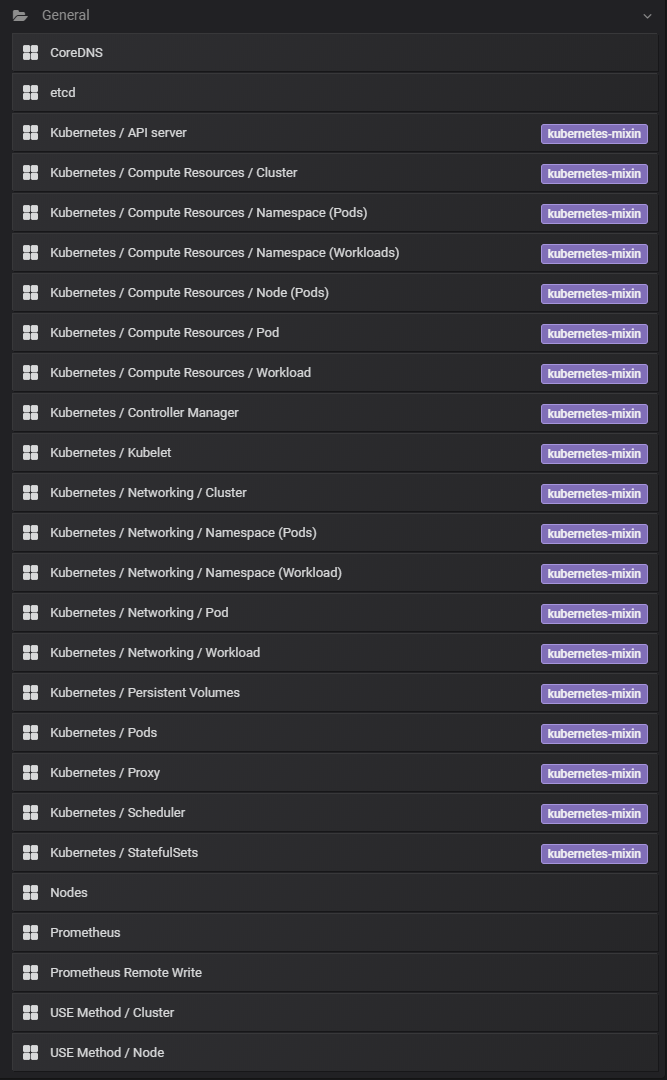 General
CoreDNS
etcd
Kubernetes / API server kubernetes-mixin
Kubernetes / Compute Resources / Cluster kubernetes-mixin
Kubernetes / Compute Resources / Namespace (Pods) kubernetes-mixin
Kubernetes / Compute Resources / Namespace (Workloads) kubernetes-mixin
Kubernetes / Compute Resources / Node (Pods) kubernetes-mixin
Kubernetes / Compute Resources / Pod kubernetes-mixin
Kubernetes / Compute Resources / Workload kubernetes-mixin
Kubernetes / Controller Manager kubernetes-mixin
Kubernetes / Kubelet kubernetes-mixin
Kubernetes / Networking / Cluster kubernetes-mixin
Kubernetes / Networking / Namespace (Pods) kubernetes-mixin
Kubernetes / Networking / Namespace (Workload) kubernetes-mixin
Kubernetes / Networking / Pod kubernetes-mixin
Kubernetes / Networking / Workload kubernetes-mixin
Kubernetes / Persistent Volumes kubernetes-mixin
Kubernetes / Pods kubernetes-mixin
Kubernetes / Proxy kubernetes-mixin
Kubernetes / Scheduler kubernetes-mixin
Kubernetes / StatefulSets kubernetes-mixin
Nodes
Prometheus
Prometheus Remote Write
USE Method / Cluster
USE Method / Node